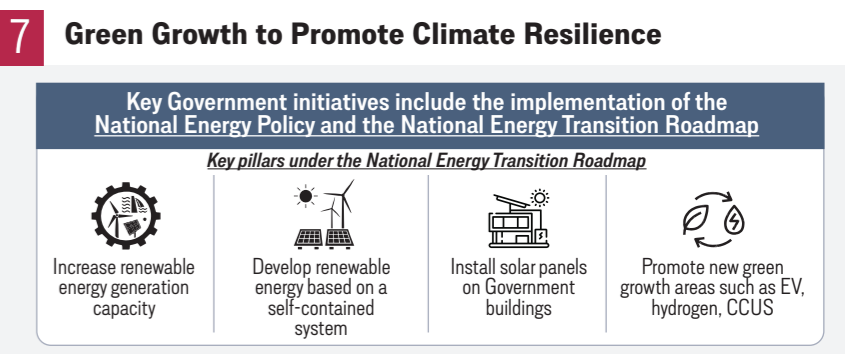 7
Green Growth to Promote Climate Resilience
Key Government initiatives include the implementation of the
National Energy Policy and the National Energy Transition Roadmap
Key pillars under the National Energy Transition Roadmap
Increase renewable
energy generation
capacity
Develop renewable
energy based on a
self-contained
system
Install solar panels
on Government
buildings
Promote new green
growth areas such as EV,
hydrogen, CCUS